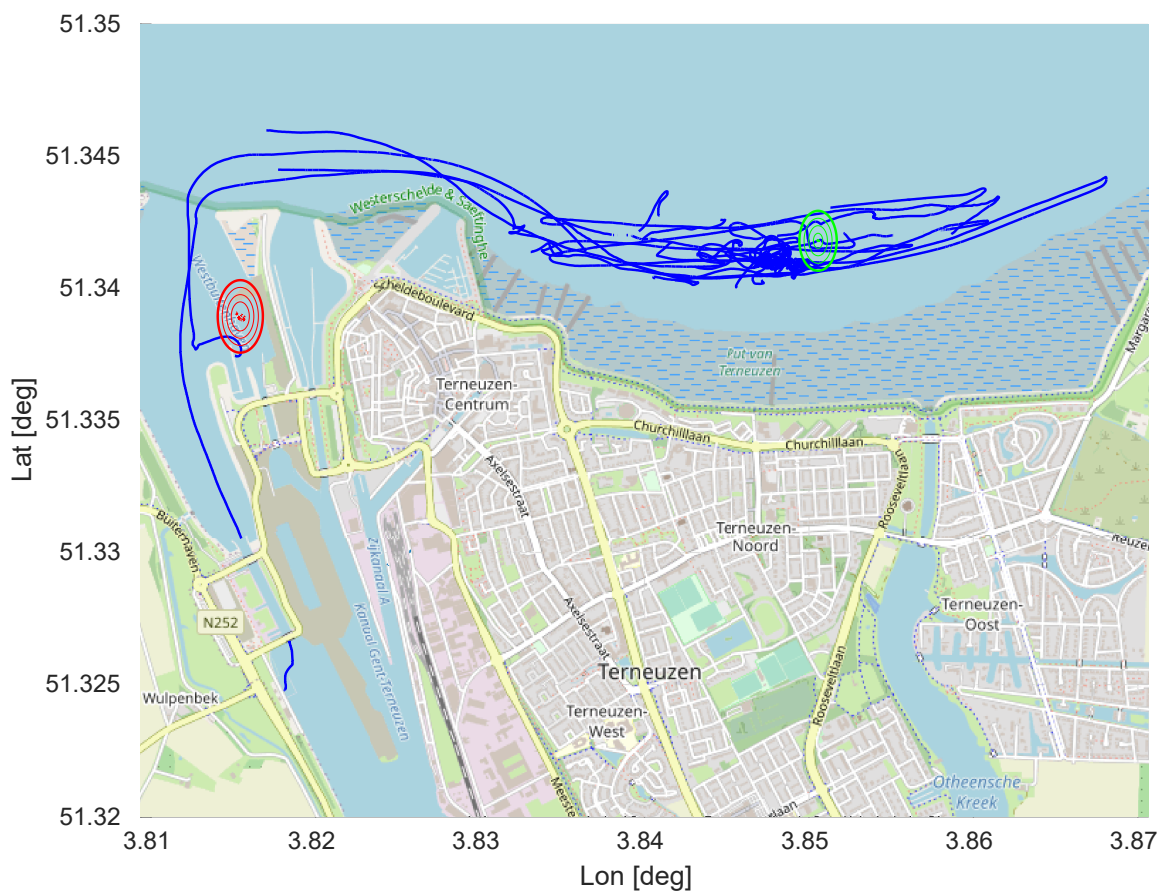 51.35
51.345
51.34
51.335
51.33
51.325
51.32
Lat [deg]
3.81
3.82
3.83
3.84
3.85
3.86
3.87
Lon [deg]
Westerschelde & Saeftinghe
cheldeboulevard
Put van
Terneuzen
Terneuzen-
Centrum
Churchilllaan
Churchilllaan
Axelsestraat
Rooseveltlaan
Buitenhaven
Terneuzen-
Noord
Zijkanaal A
Kanaal Gent-Terneuzen
N252
Axelsestraat
Terneuzen-
Oost
Wulpenbek
Terneuzen
Rooseveltlaan
Terneuzen-
West
Otheensche
Kreek
Meeste